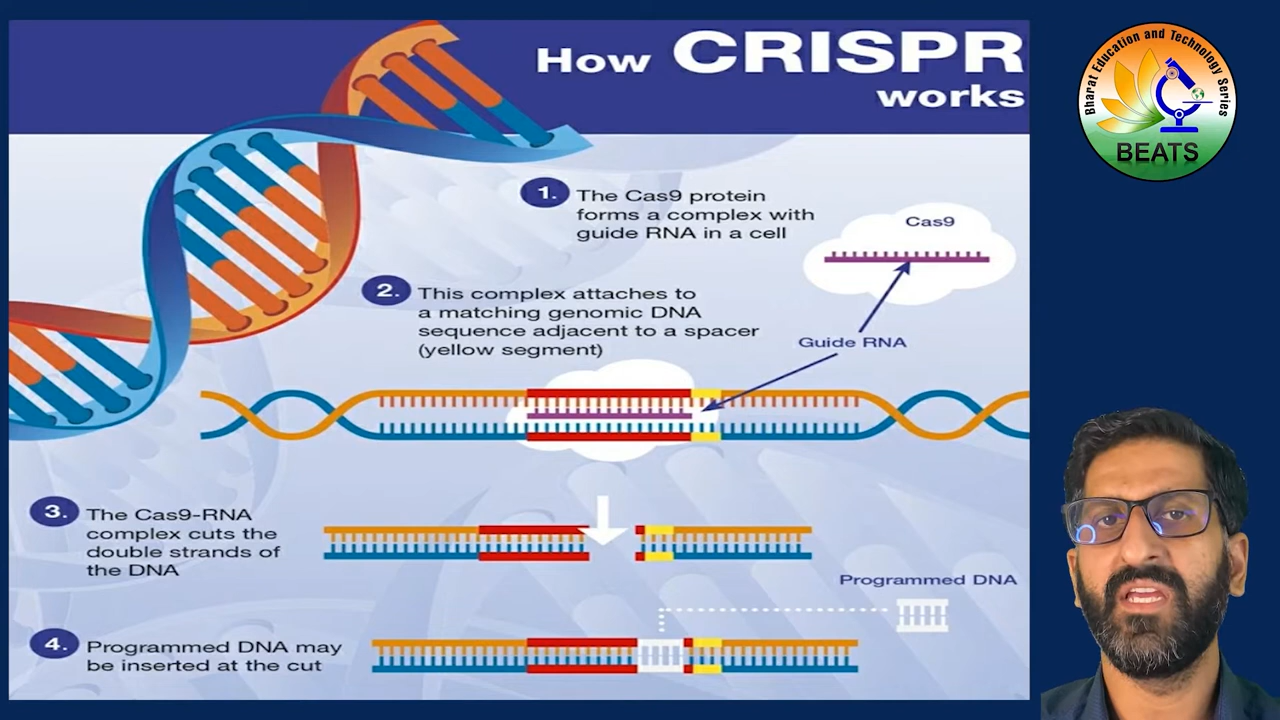 How CRISPR
works
1. The Cas9 protein
forms a complex with
guide RNA in a cell
Cas9
2. This complex attaches to
a matching genomic DNA
sequence adjacent to a spacer
(yellow segment)
Guide RNA
3. The Cas9-RNA
complex cuts the
double strands of
the DNA
Programmed DNA
4. Programmed DNA may
be inserted at the cut
Bharat Education and Technology Series
BEATS